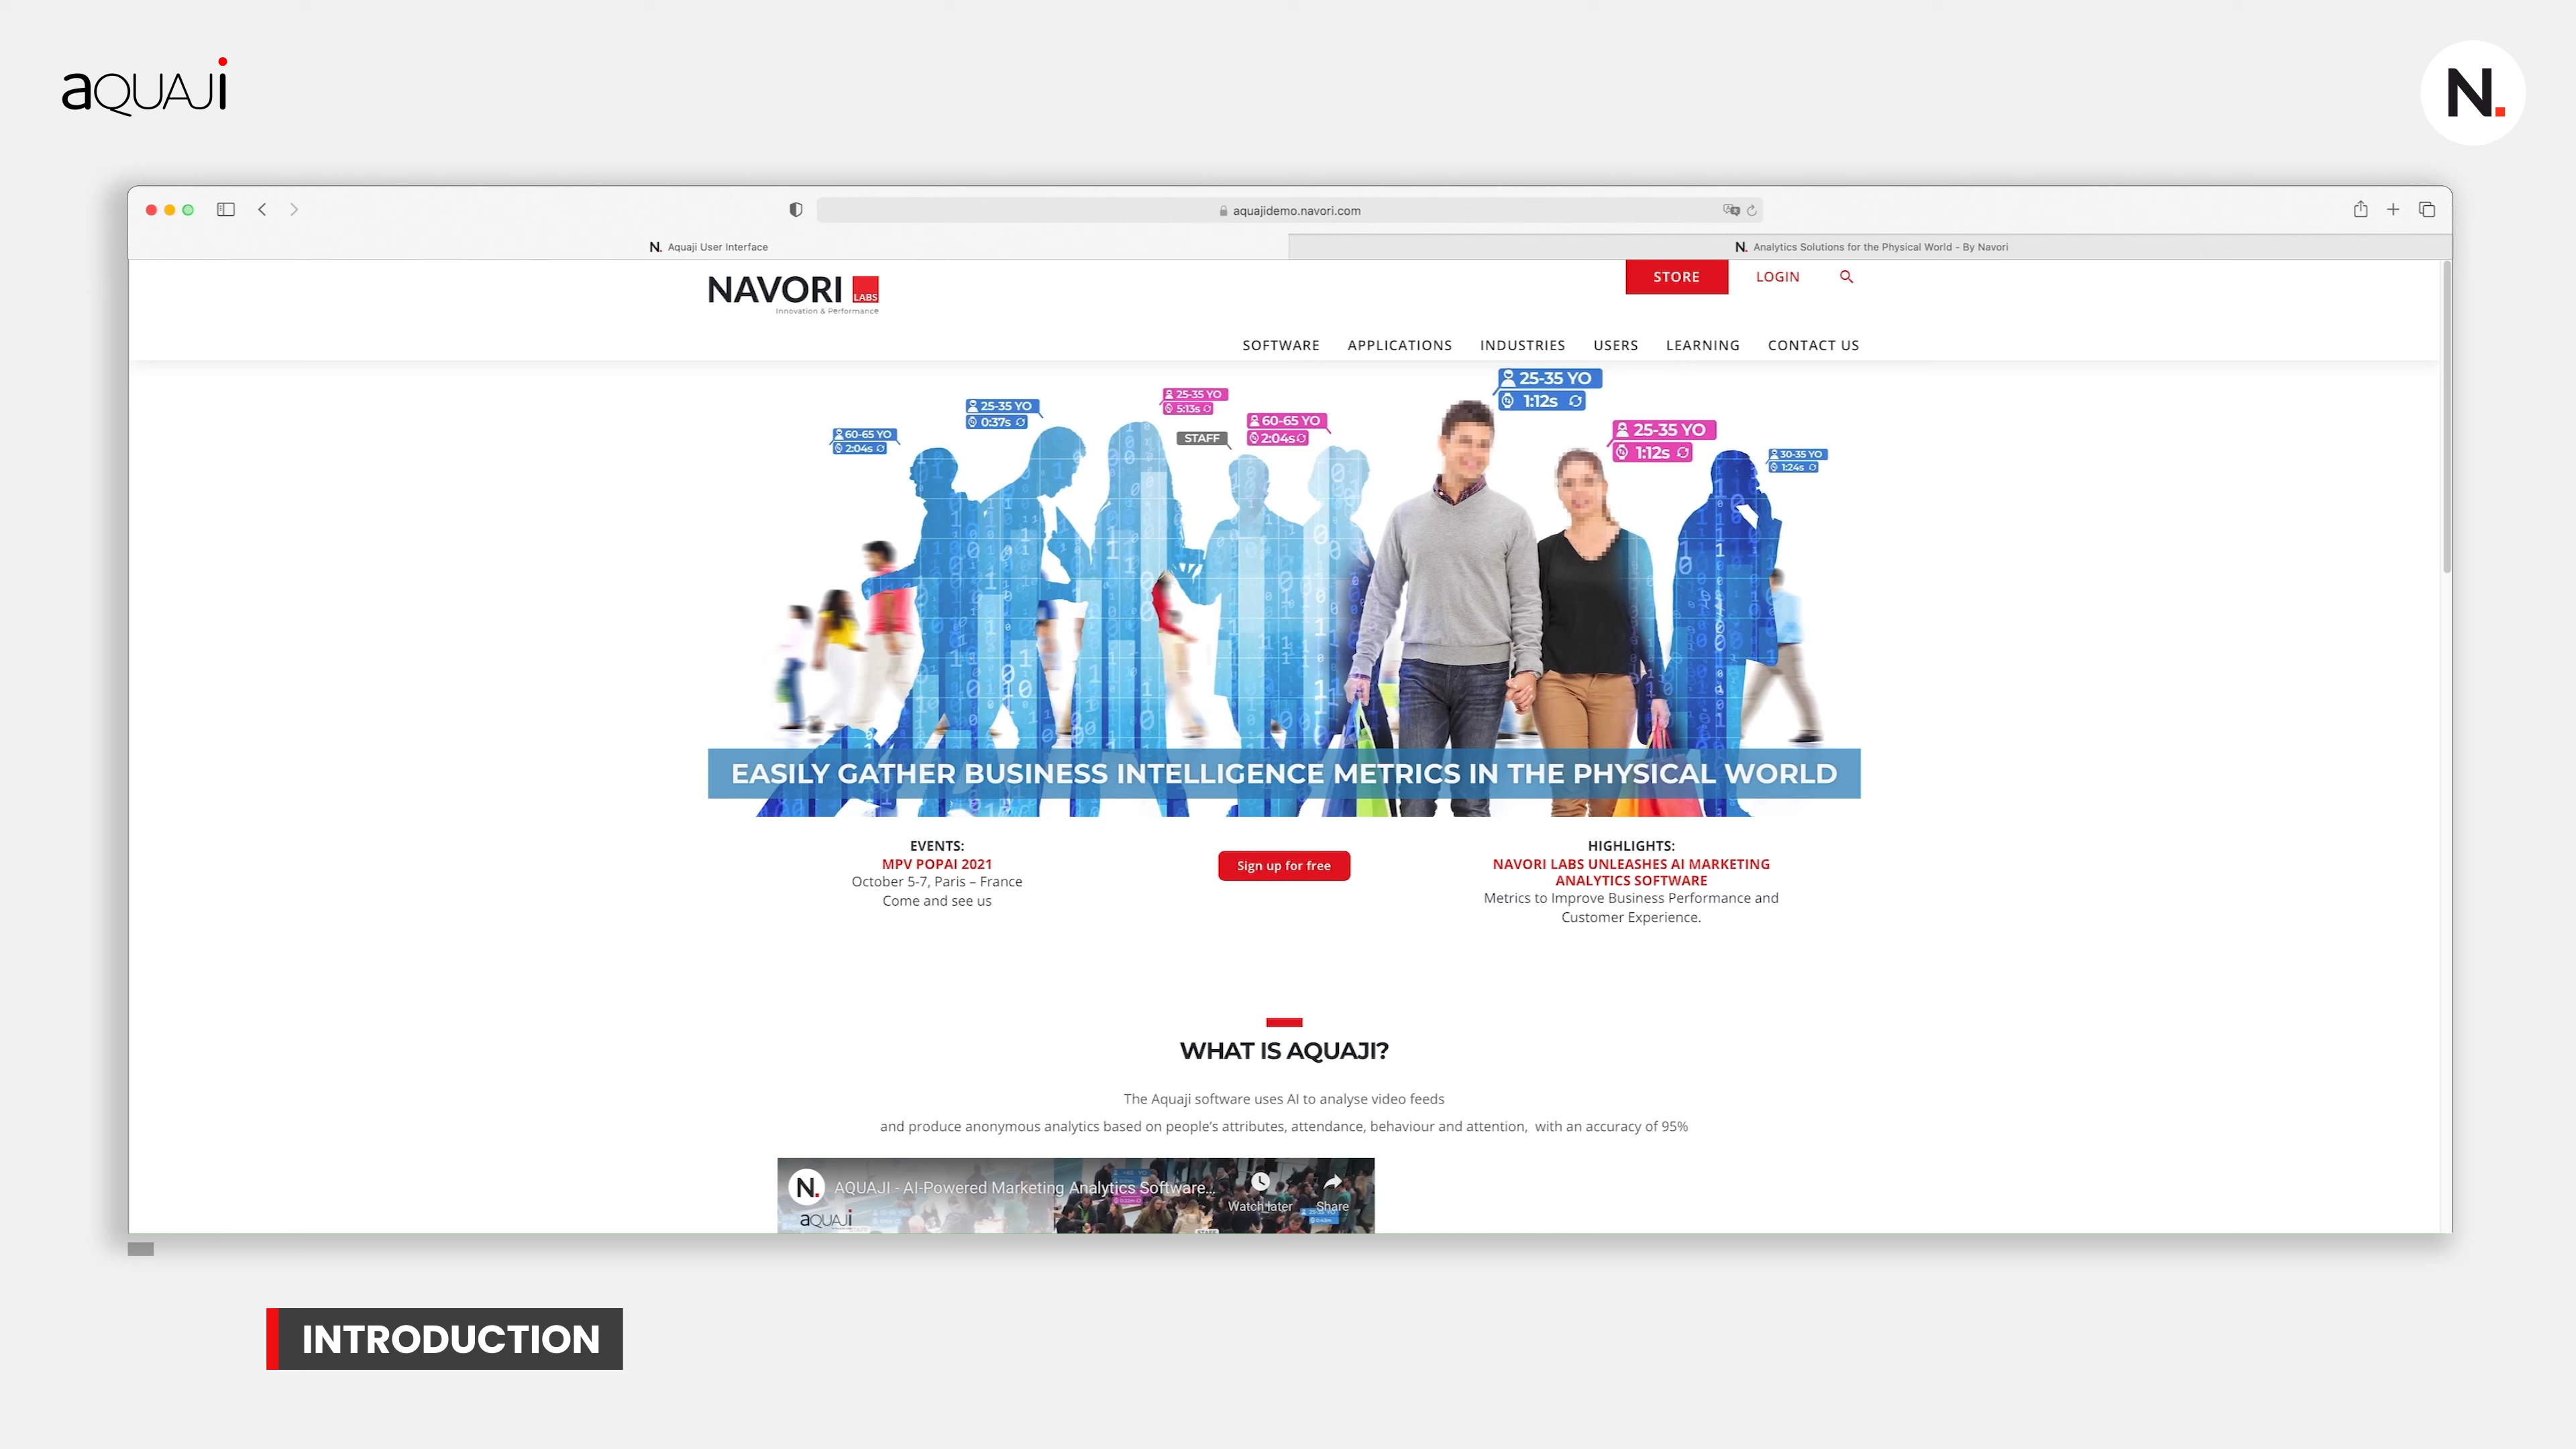 aQUAJi
N.
aquajidemo.navori.com
N. Aquaji User Interface
N. Analytics Solutions for the Physical World - By Navori
NAVORI LABS
Innovation & Performance
STORE LOGIN
SOFTWARE APPLICATIONS INDUSTRIES USERS LEARNING CONTACT US
60-65 YO
2:04s
25-35 YO
0:37s
25-35 YO
5:13s
STAFF
60-65 YO
2:04s
25-35 YO
1:12s
25-35 YO
1:12s
30-35 YO
1:24s
EASILY GATHER BUSINESS INTELLIGENCE METRICS IN THE PHYSICAL WORLD
EVENTS:
MPV POPAI 2021
October 5-7, Paris – France
Come and see us
Sign up for free
HIGHLIGHTS:
NAVORI LABS UNLEASHES AI MARKETING
ANALYTICS SOFTWARE
Metrics to Improve Business Performance and
Customer Experience.
WHAT IS AQUAJI?
The Aquaji software uses AI to analyse video feeds
and produce anonymous analytics based on people's attributes, attendance, behaviour and attention, with an accuracy of 95%
N. AQUAJI - AI-Powered Marketing Analytics Software...
Watch later Share
aQUAJi
INTRODUCTION